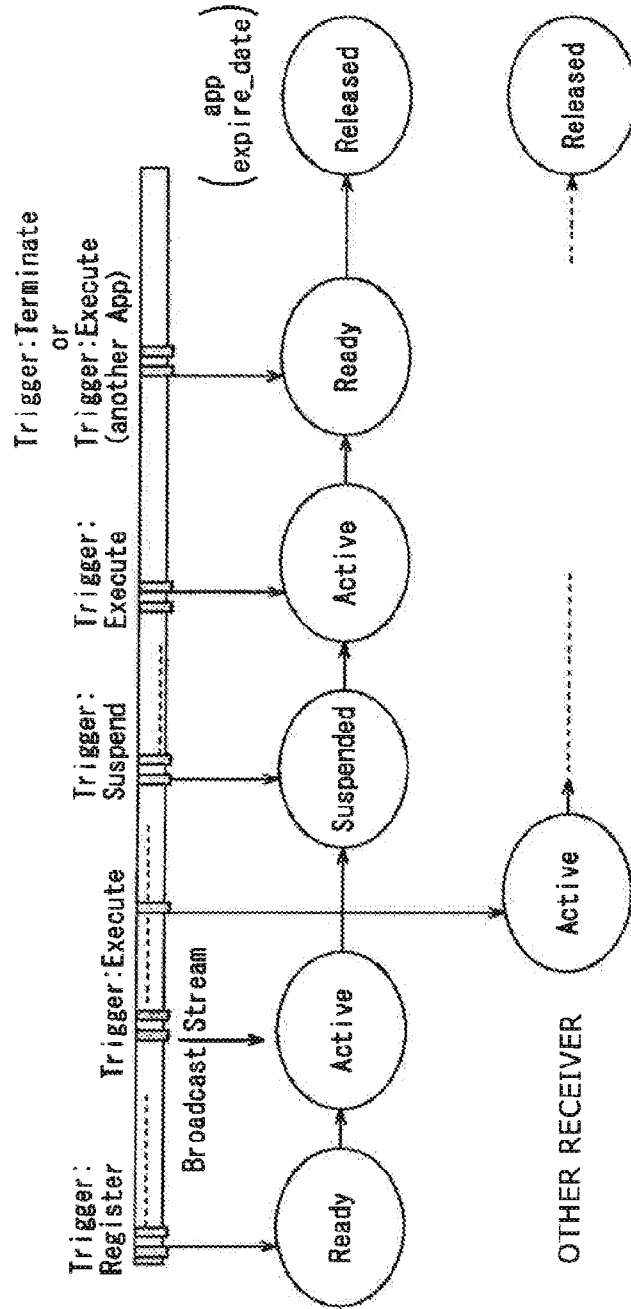 Trigger:
Register
Trigger:Execute
Trigger:
Suspend
Trigger:
Execute
Trigger:Terminate
or
Trigger:Execute
(another App)
Broadcast Stream
app
(expire_date)
Ready
Active
Suspended
Active
Ready
Released
OTHER RECEIVER
Active
Released